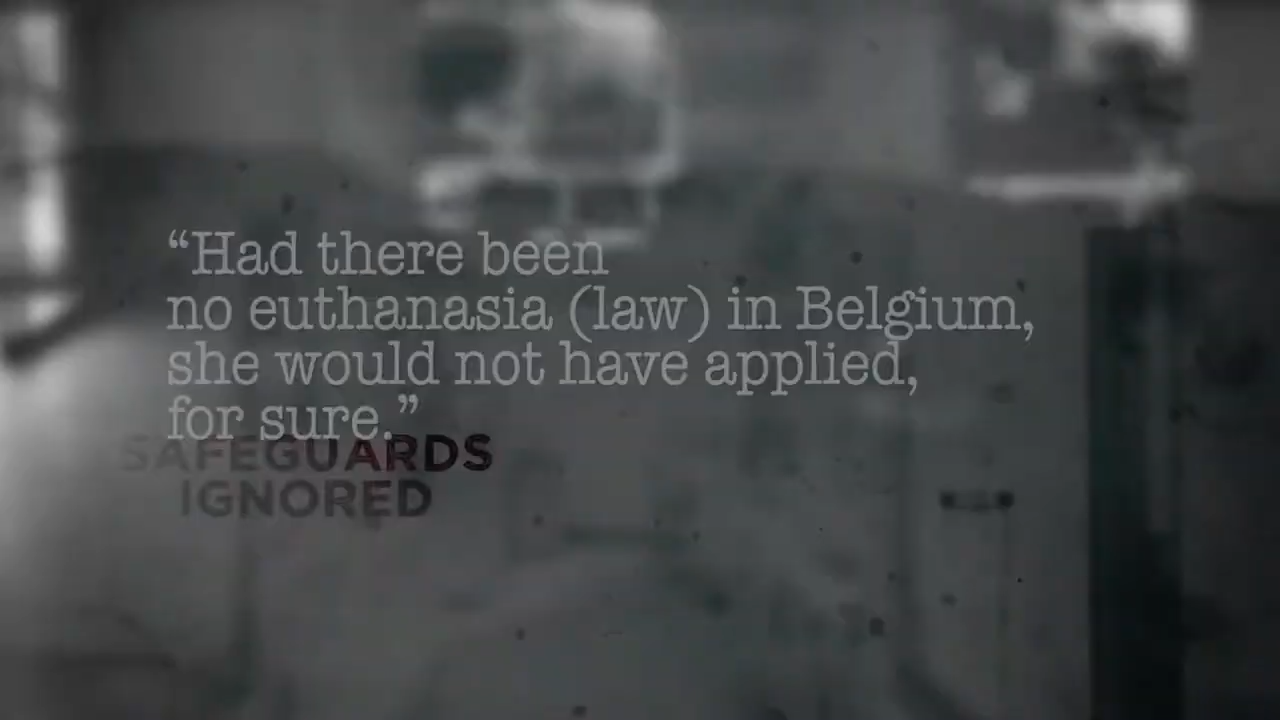 “Had there been
no euthanasia (law) in Belgium,
she would not have applied,
for sure.”
SAFEGUARDS
IGNORED